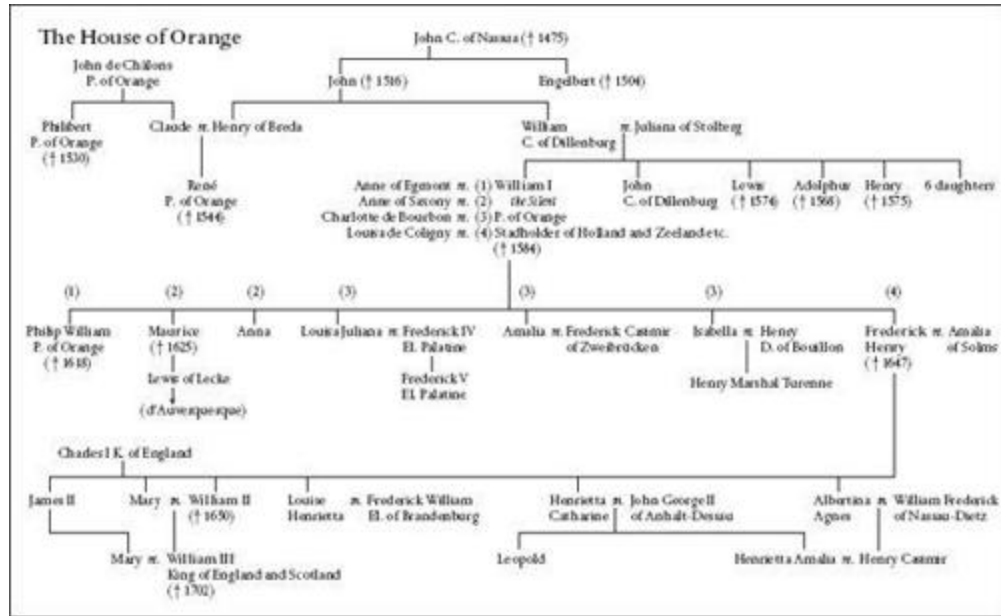 The House of Orange
John C. of Nassau († 1475)
John de Châlons
P. of Orange
John († 1516)
Engelbert († 1504)
Philibert
P. of Orange
(† 1530)
Claude m. Henry of Breda
William
C. of Dillenburg
m. Juliana of Stolberg
René
P. of Orange
(† 1544)
Anne of Egmont m. (1) William I
Anne of Saxony m. (2) the Silent
Charlotte de Bourbon m. (3) P. of Orange
Louisa de Coligny m. (4) Stadholder of Holland and Zeeland etc.
(† 1584)
John
C. of Dillenburg
Lewis
(† 1574)
Adolphus
(† 1568)
Henry
(† 1575)
6 daughters
(1) (2) (2) (3) (3) (3) (4)
Philip William
P. of Orange
(† 1618)
Maurice
(† 1625)
Lewis of Lecke
(d'Auverquerque)
Anna
Louisa Juliana m. Frederick IV
El. Palatine
Frederick V
El. Palatine
Amalia m. Frederick Casimir
of Zweibrücken
Isabella m. Henry
D. of Bouillon
Henry Marshal Turenne
Frederick m. Amalia
Henry of Solms
(† 1647)
Charles I K. of England
James II
Mary m. William II
(† 1650)
Louise m. Frederick William
Henrietta El. of Brandenburg
Henrietta m. John George II
Catharine of Anhalt-Dessau
Albertina m. William Frederick
Agnes of Nassau-Dietz
Mary m. William III
King of England and Scotland
(† 1702)
Leopold
Henrietta Amalia m. Henry Casimir